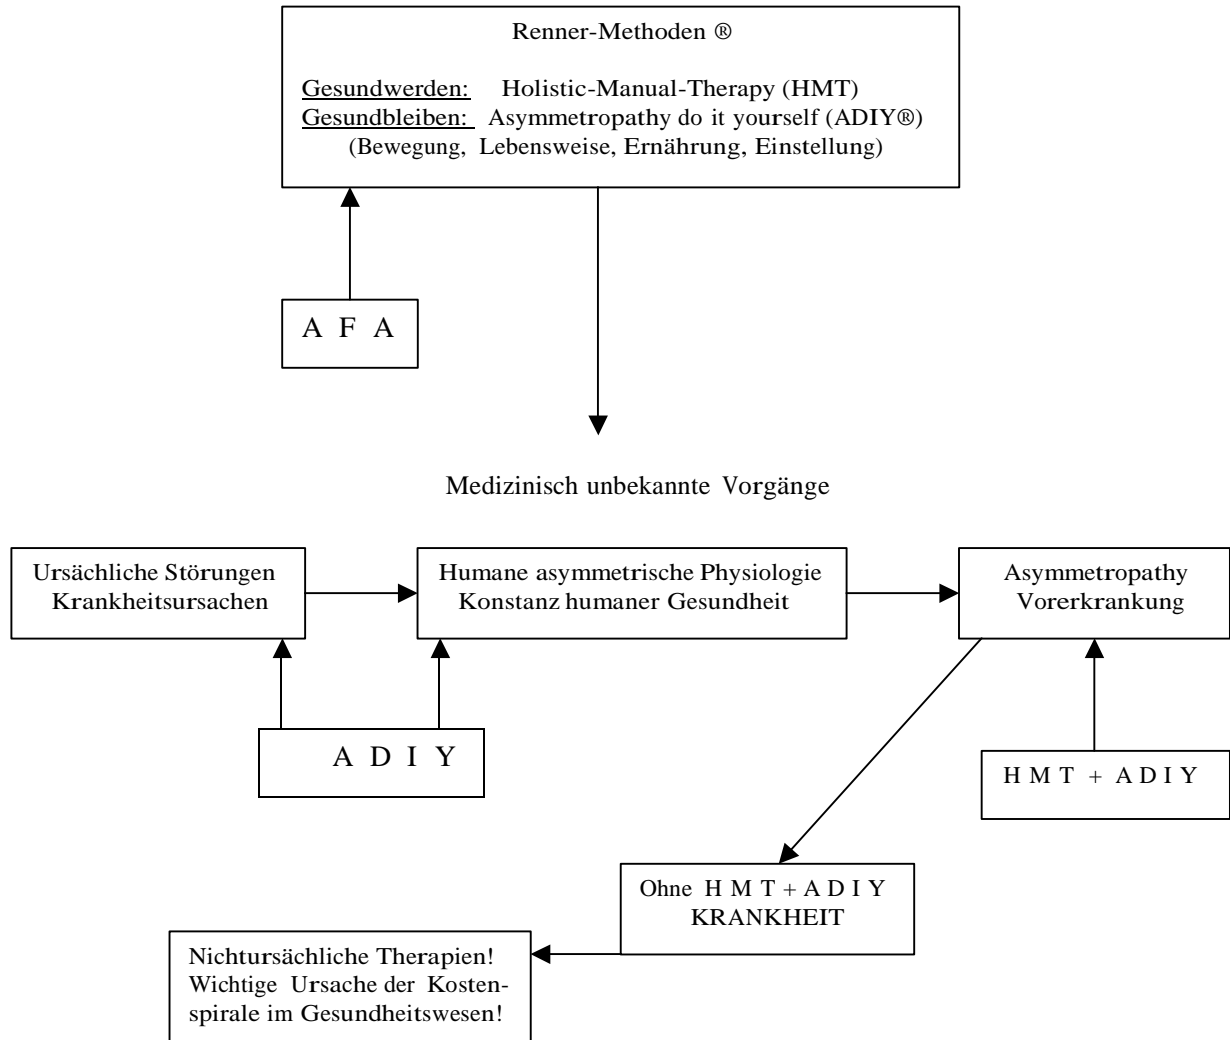 Renner-Methoden ®
Gesundwerden: Holistic-Manual-Therapy (HMT)
Gesundbleiben: Asymmetropathy do it yourself (ADIY®)
(Bewegung, Lebensweise, Ernährung, Einstellung)
A F A
Medizinisch unbekannte Vorgänge
Ursächliche Störungen
Krankheitsursachen
Humane asymmetrische Physiologie
Konstanz humaner Gesundheit
Asymmetropathy
Vorerkrankung
A D I Y
H M T + A D I Y
Ohne H M T + A D I Y
KRANKHEIT
Nichtursächliche Therapien!
Wichtige Ursache der Kosten-
spirale im Gesundheitswesen!